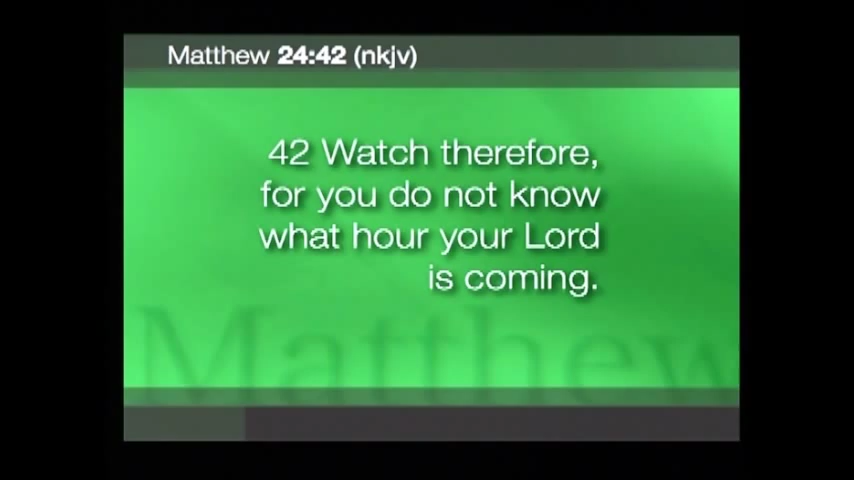 Matthew 24:42 (nkjv)
42 Watch therefore,
for you do not know
what hour your Lord
is coming.
Matthew